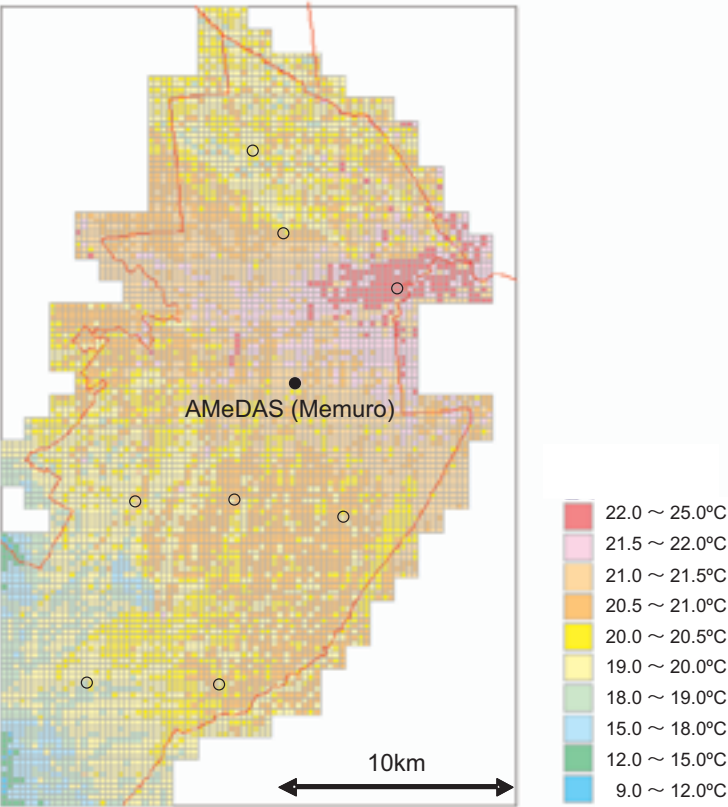 AMeDAS (Memuro)
22.0 ～ 25.0ºC
21.5 ～ 22.0ºC
21.0 ～ 21.5ºC
20.5 ～ 21.0ºC
20.0 ～ 20.5ºC
19.0 ～ 20.0ºC
18.0 ～ 19.0ºC
15.0 ～ 18.0ºC
12.0 ～ 15.0ºC
9.0 ～ 12.0ºC
10km